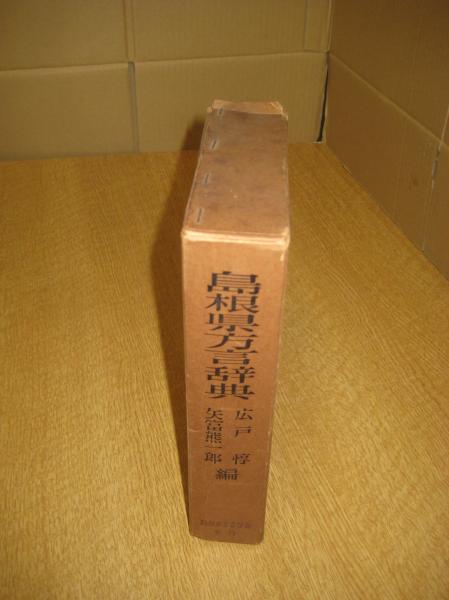 島根県方言辞典
広戸惇
矢富熊一郎
編